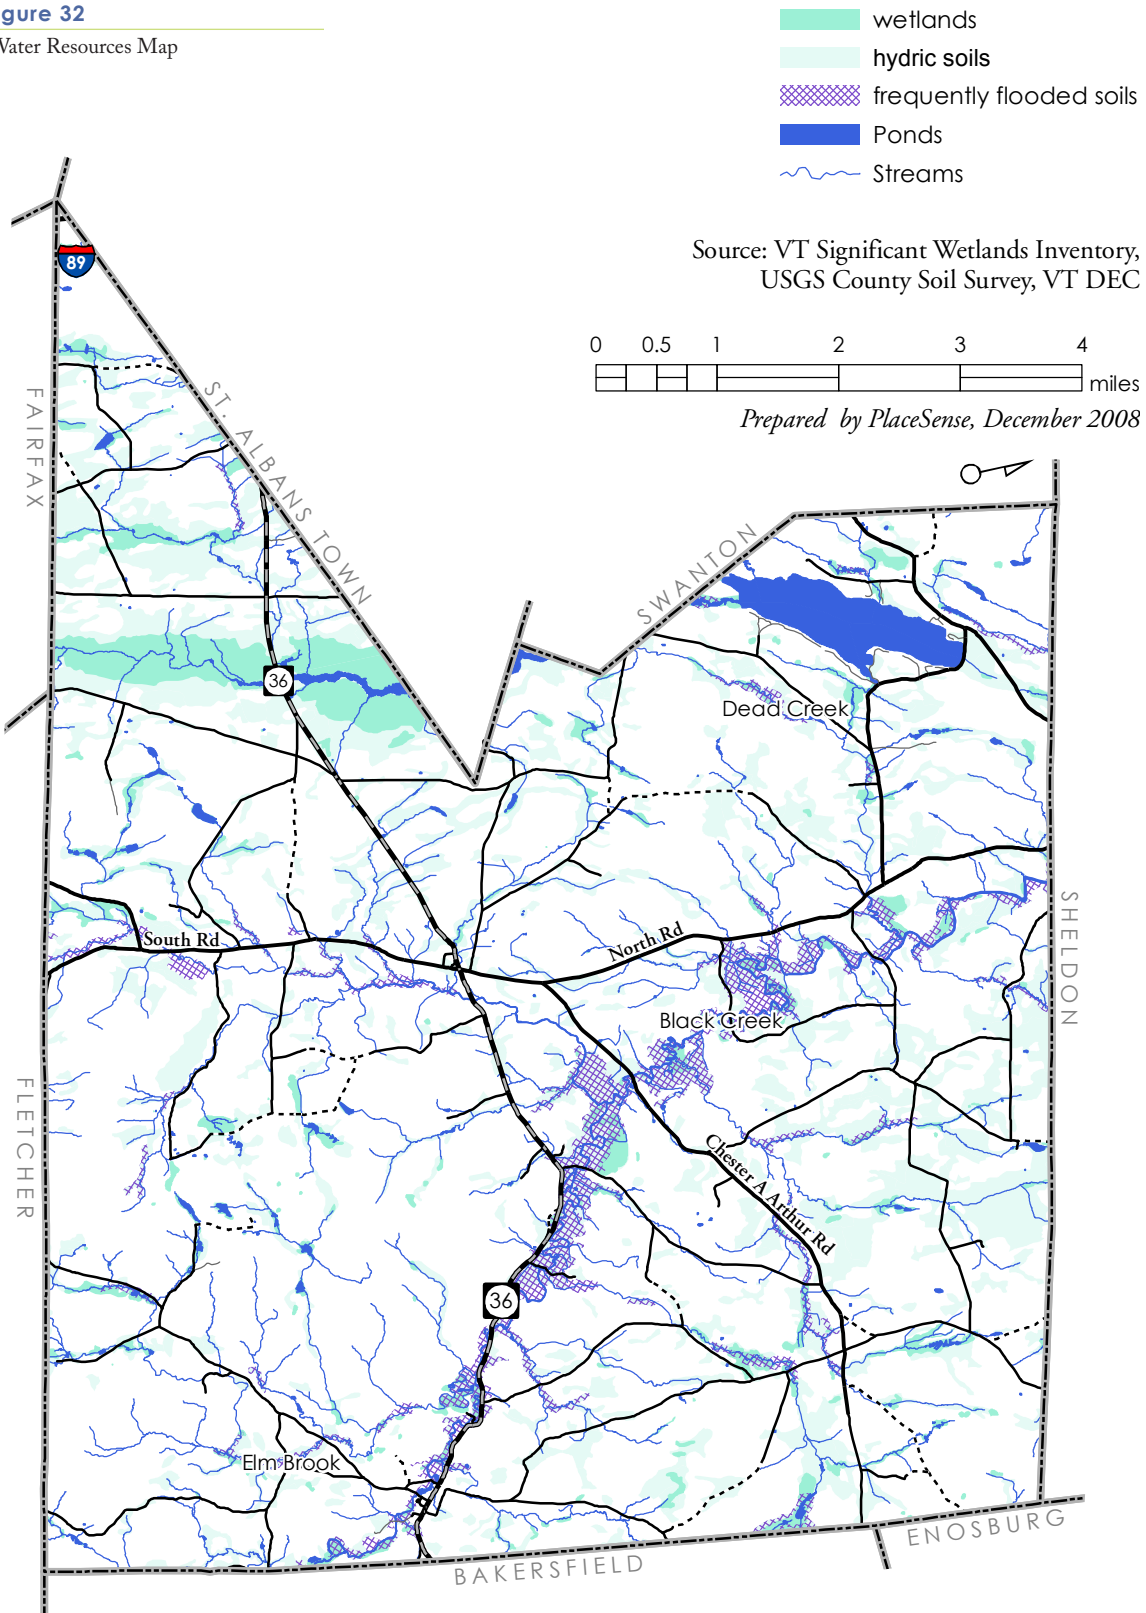 gure 32
Water Resources Map
wetlands
hydric soils
frequently flooded soils
Ponds
Streams
Source: VT Significant Wetlands Inventory,
USGS County Soil Survey, VT DEC
0 0.5 1 2 3 4
miles
Prepared by PlaceSense, December 2008
89
FAIRFAX
ST. ALBANS TOWN
SWANTON
36
Dead Creek
SHELDON
South Rd
North Rd
Black Creek
FLETCHER
Chester A Arthur Rd
36
Elm Brook
ENOSBURG
BAKERSFIELD